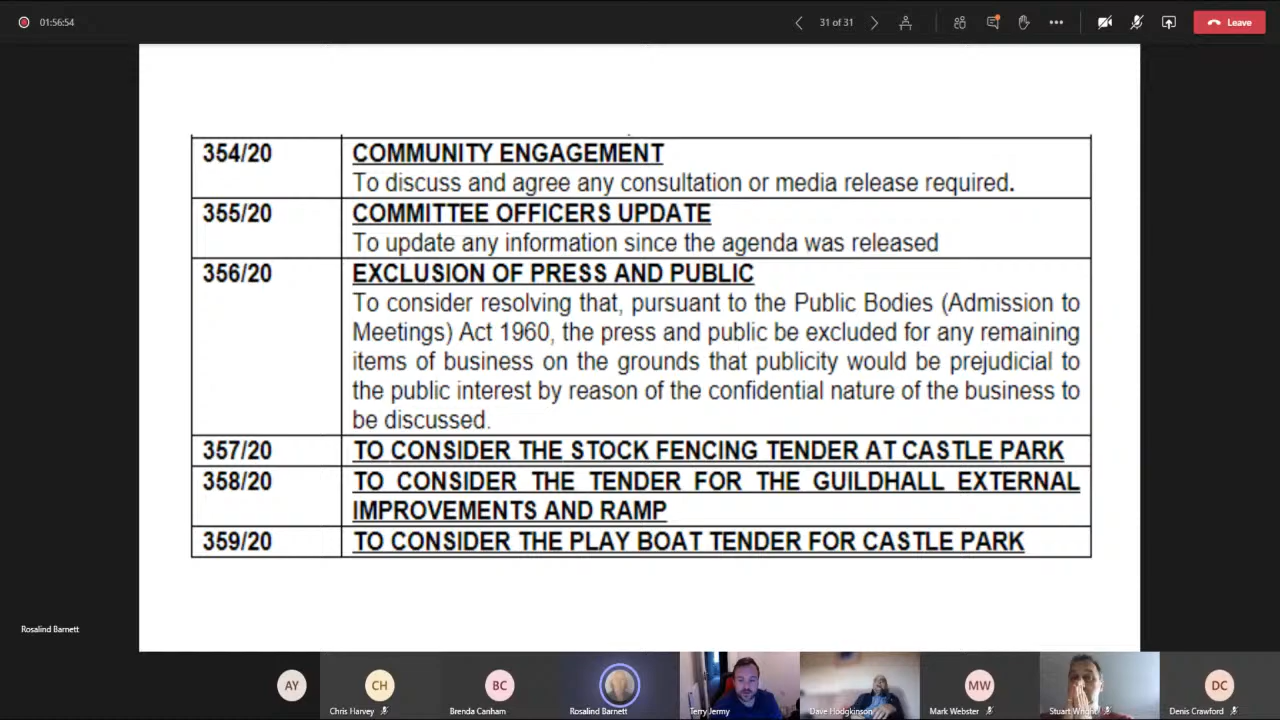 01:56:54
31 of 31
Leave
354/20
COMMUNITY ENGAGEMENT
To discuss and agree any consultation or media release required.
355/20
COMMITTEE OFFICERS UPDATE
To update any information since the agenda was released
356/20
EXCLUSION OF PRESS AND PUBLIC
To consider resolving that, pursuant to the Public Bodies (Admission to
Meetings) Act 1960, the press and public be excluded for any remaining
items of business on the grounds that publicity would be prejudicial to
the public interest by reason of the confidential nature of the business to
be discussed.
357/20
TO CONSIDER THE STOCK FENCING TENDER AT CASTLE PARK
358/20
TO CONSIDER THE TENDER FOR THE GUILDHALL EXTERNAL
IMPROVEMENTS AND RAMP
359/20
TO CONSIDER THE PLAY BOAT TENDER FOR CASTLE PARK
Rosalind Barnett
AY
CH
Chris Harvey
BC
Brenda Canham
Rosalind Barnett
Terry Jermy
Dave Hodgkinson
MW
Mark Webster
Stuart Wright
DC
Denis Crawford